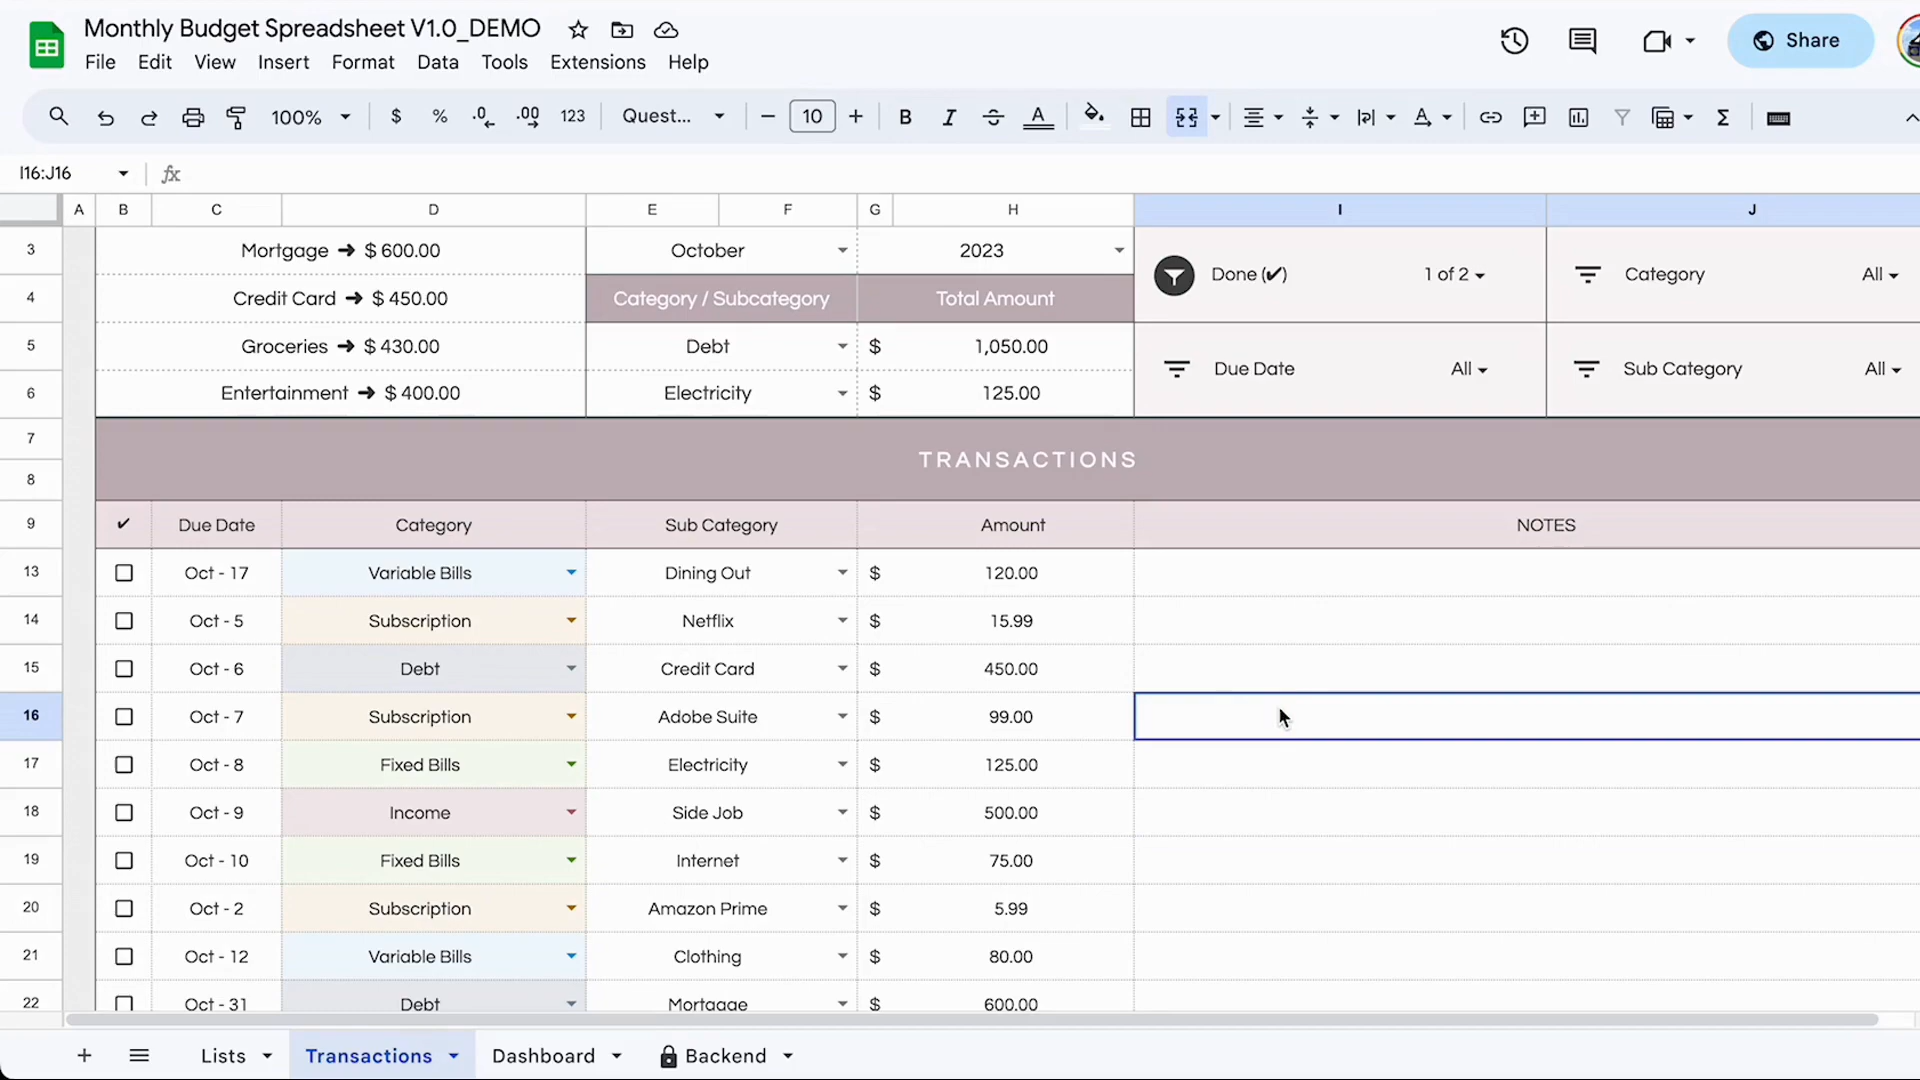 Monthly Budget Spreadsheet V1.0_DEMO
File Edit View Insert Format Data Tools Extensions Help
Share
100% $ % .0 .00 123 Quest... 10 B I A
I16:J16 fx
A B C D E F G H I J
3 Mortgage ➔ $ 600.00 October 2023 Done (✔) 1 of 2 Category All
4 Credit Card ➔ $ 450.00 Category / Subcategory Total Amount
5 Groceries ➔ $ 430.00 Debt $ 1,050.00 Due Date All Sub Category All
6 Entertainment ➔ $ 400.00 Electricity $ 125.00
7
TRANSACTIONS
8
9 ✔ Due Date Category Sub Category Amount NOTES
13 Oct - 17 Variable Bills Dining Out $ 120.00
14 Oct - 5 Subscription Netflix $ 15.99
15 Oct - 6 Debt Credit Card $ 450.00
16 Oct - 7 Subscription Adobe Suite $ 99.00
17 Oct - 8 Fixed Bills Electricity $ 125.00
18 Oct - 9 Income Side Job $ 500.00
19 Oct - 10 Fixed Bills Internet $ 75.00
20 Oct - 2 Subscription Amazon Prime $ 5.99
21 Oct - 12 Variable Bills Clothing $ 80.00
22 Oct - 31 Debt Mortgage $ 600.00
Lists Transactions Dashboard Backend